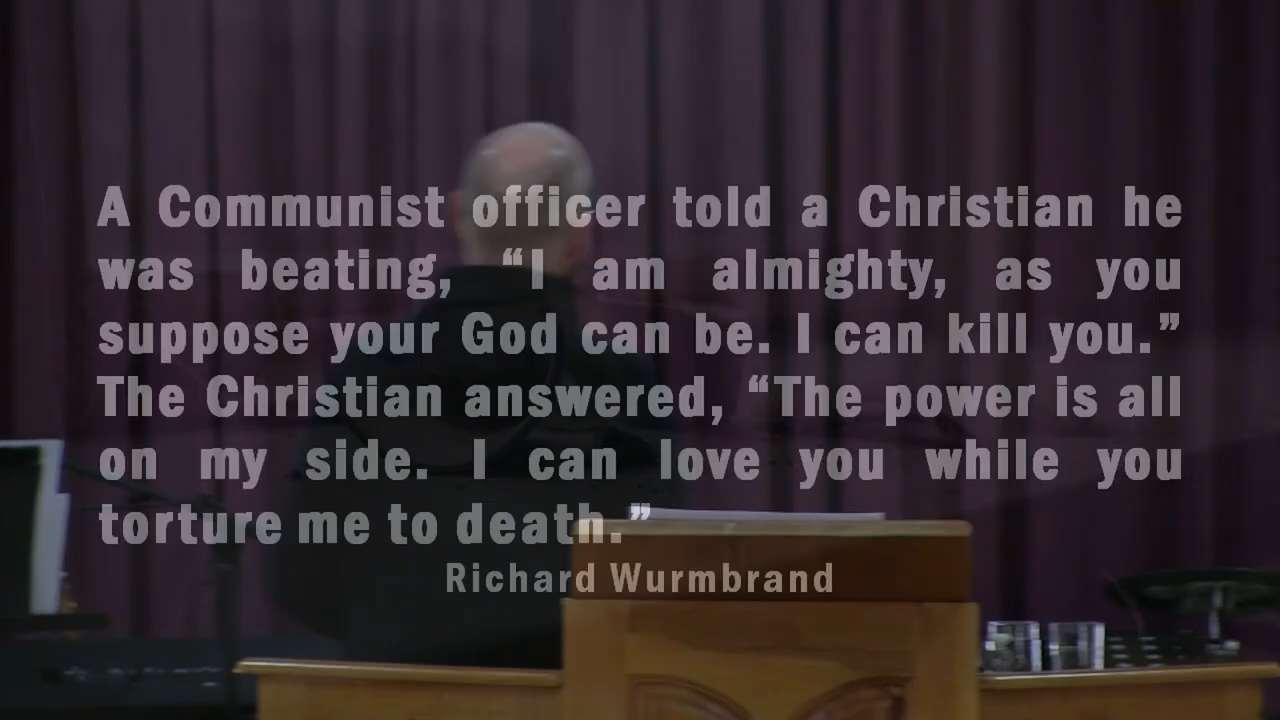 A Communist officer told a Christian he
was beating, “I am almighty, as you
suppose your God can be. I can kill you.”
The Christian answered, “The power is all
on my side. I can love you while you
torture me to death.”
Richard Wurmbrand